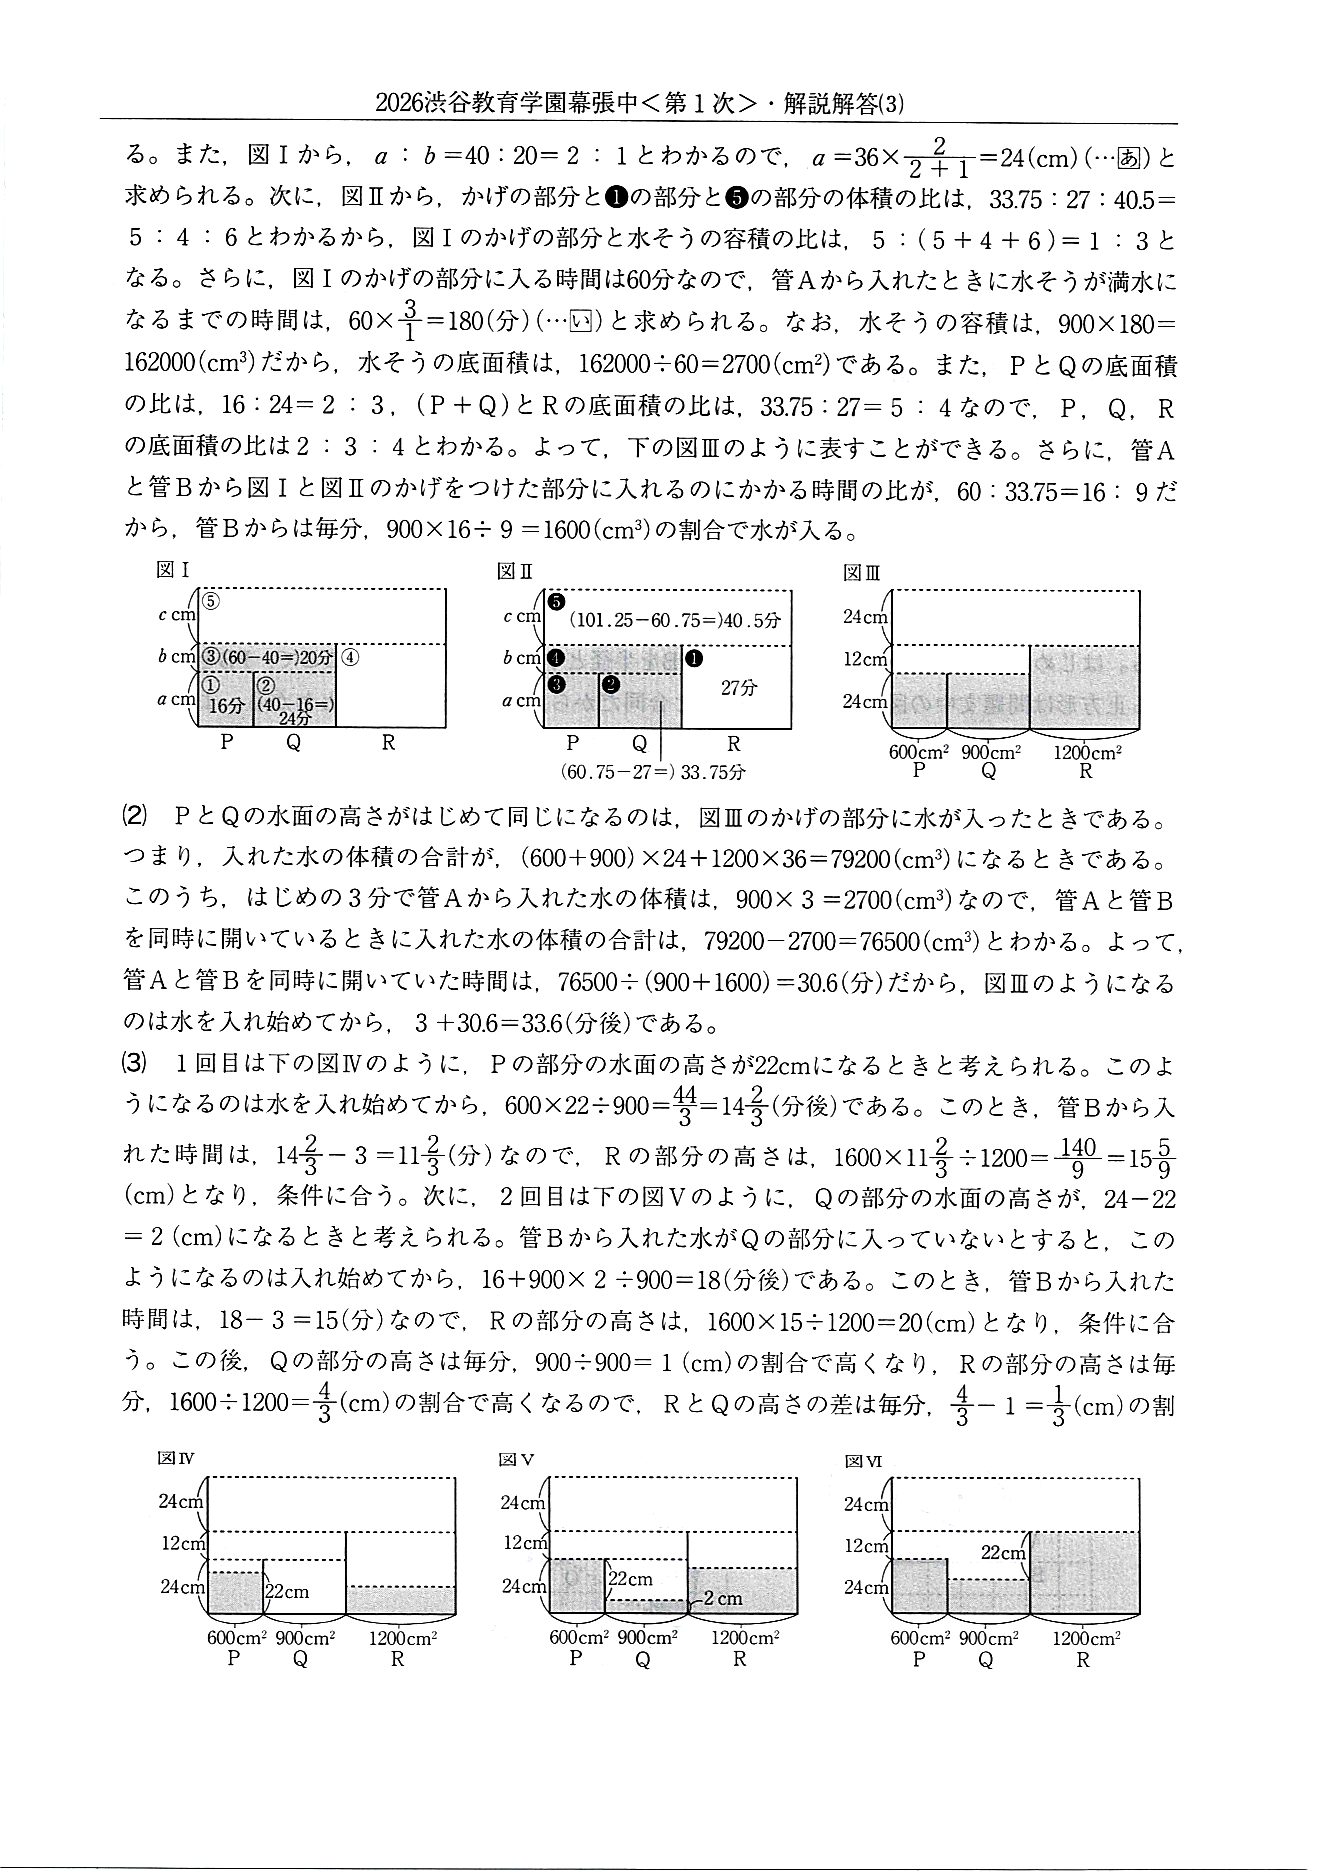 2026渋谷教育学園幕張中＜第１次＞・解説解答(3)
る。また，図Ⅰから，a：b＝40：20＝2：1とわかるので，a＝36×2/(2＋1)＝24(cm)(…あ)と
求められる。次に，図Ⅱから，かげの部分と❶の部分と❺の部分の体積の比は，33.75：27：40.5＝
5：4：6とわかるから，図Ⅰのかげの部分と水そうの容積の比は，5：(5＋4＋6)＝1：3と
なる。さらに，図Ⅰのかげの部分に入る時間は60分なので，管Ａから入れたときに水そうが満水に
なるまでの時間は，60×3/1＝180(分)(…い)と求められる。なお，水そうの容積は，900×180＝
162000(cm³)だから，水そうの底面積は，162000÷60＝2700(cm²)である。また，ＰとＱの底面積
の比は，16：24＝2：3，(Ｐ＋Ｑ)とＲの底面積の比は，33.75：27＝5：4なので，Ｐ，Ｑ，Ｒ
の底面積の比は2：3：4とわかる。よって，下の図Ⅲのように表すことができる。さらに，管Ａ
と管Ｂから図Ⅰと図Ⅱのかげをつけた部分に入れるのにかかる時間の比が，60：33.75＝16：9だ
から，管Ｂからは毎分，900×16÷9＝1600(cm³)の割合で水が入る。
図Ⅰ
c cm
b cm
a cm
⑤
③(60－40＝)20分
④
①
16分
②
(40－16＝)
24分
P Q R
図Ⅱ
c cm
b cm
a cm
❺
(101.25－60.75＝)40.5分
❹
❶
❸
❷
27分
P Q R
(60.75－27＝)33.75分
図Ⅲ
24cm
12cm
24cm
600cm² 900cm² 1200cm²
P Q R
(2) ＰとＱの水面の高さがはじめて同じになるのは，図Ⅲのかげの部分に水が入ったときである。
つまり，入れた水の体積の合計が，(600＋900)×24＋1200×36＝79200(cm³)になるときである。
このうち，はじめの３分で管Ａから入れた水の体積は，900×3＝2700(cm³)なので，管Ａと管Ｂ
を同時に開いているときに入れた水の体積の合計は，79200－2700＝76500(cm³)とわかる。よって，
管Ａと管Ｂを同時に開いていた時間は，76500÷(900＋1600)＝30.6(分)だから，図Ⅲのようになる
のは水を入れ始めてから，3＋30.6＝33.6(分後)である。
(3) １回目は下の図Ⅳのように，Ｐの部分の水面の高さが22cmになるときと考えられる。このよ
うになるのは水を入れ始めてから，600×22÷900＝44/3＝14 2/3(分後)である。このとき，管Ｂから入
れた時間は，14 2/3－3＝11 2/3(分)なので，Ｒの部分の高さは，1600×11 2/3÷1200＝140/9＝15 5/9
(cm)となり，条件に合う。次に，２回目は下の図Ⅴのように，Ｑの部分の水面の高さが，24－22
＝2(cm)になるときと考えられる。管Ｂから入れた水がＱの部分に入っていないとすると，この
ようになるのは入れ始めてから，16＋900×2÷900＝18(分後)である。このとき，管Ｂから入れた
時間は，18－3＝15(分)なので，Ｒの部分の高さは，1600×15÷1200＝20(cm)となり，条件に合
う。この後，Ｑの部分の高さは毎分，900÷900＝1(cm)の割合で高くなり，Ｒの部分の高さは毎
分，1600÷1200＝4/3(cm)の割合で高くなるので，ＲとＱの高さの差は毎分，4/3－1＝1/3(cm)の割
図Ⅳ
24cm
12cm
24cm
22cm
600cm² 900cm² 1200cm²
P Q R
図Ⅴ
24cm
12cm
24cm
22cm
2cm
600cm² 900cm² 1200cm²
P Q R
図Ⅵ
24cm
12cm
24cm
22cm
600cm² 900cm² 1200cm²
P Q R